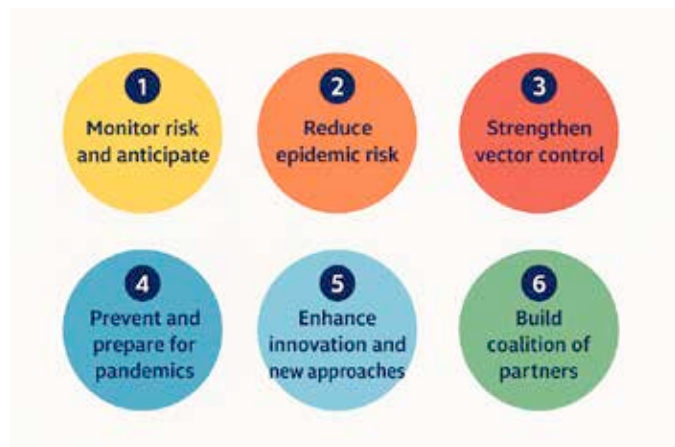 1
Monitor risk
and anticipate
2
Reduce
epidemic risk
3
Strengthen
vector control
4
Prevent and
prepare for
pandemics
5
Enhance
innovation and
new approaches
6
Build
coalition of
partners